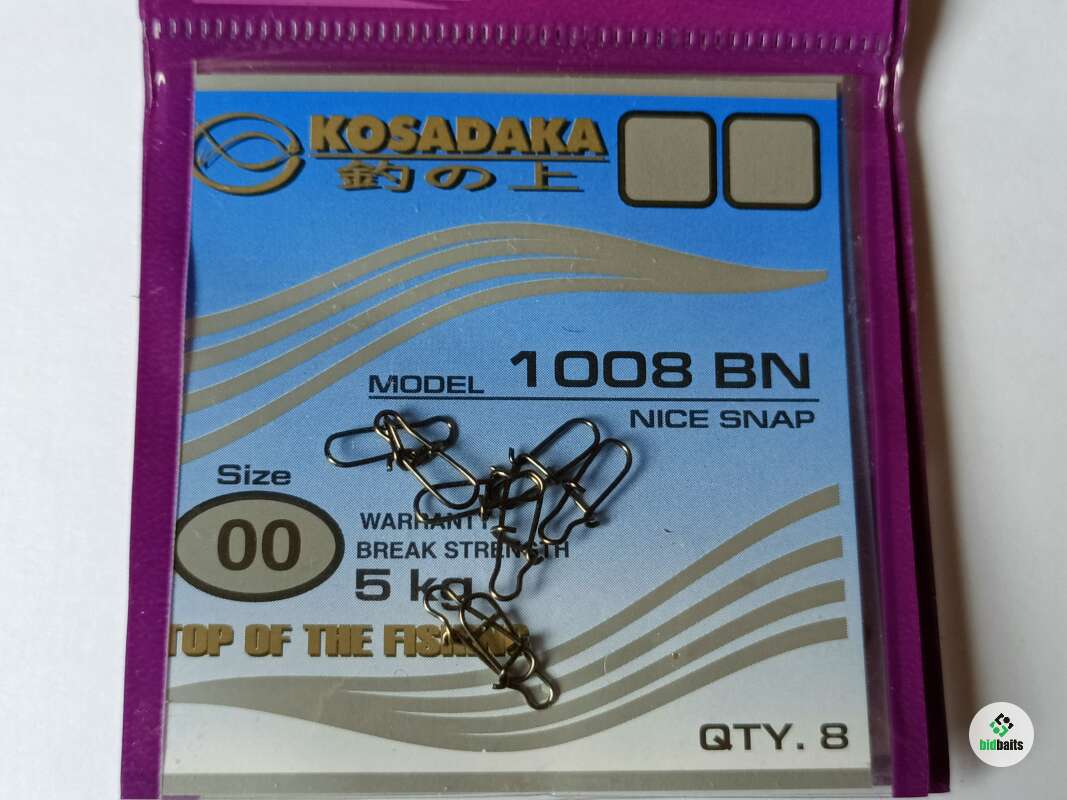 KOSADAKA
釣の上
MODEL 1008 BN
NICE SNAP
Size
00
WARRANTY
BREAK STRENGTH
5 kg
TOP OF THE FISHING
QTY. 8
bidbaits